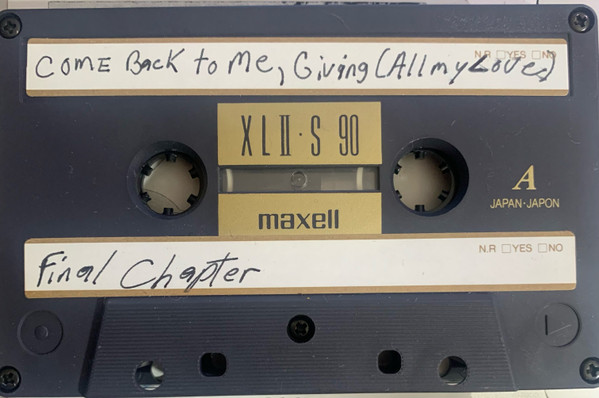 N.R □YES □NO
COME Back to Me, Giving (All my Loves)
XLII·S 90
maxell
A
JAPAN·JAPON
N.R □YES □NO
Final Chapter